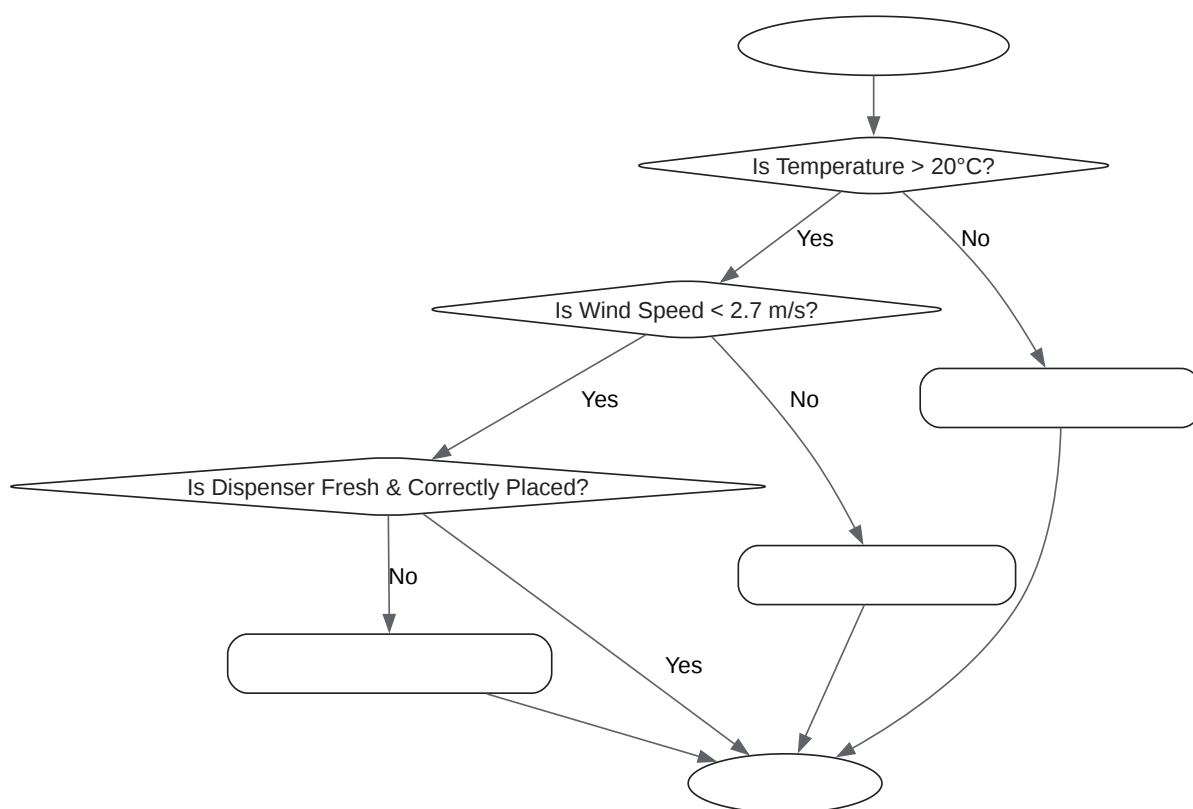 Is Temperature > 20°C?
Yes
No
Is Wind Speed < 2.7 m/s?
Yes
No
Is Dispenser Fresh & Correctly Placed?
No
Yes